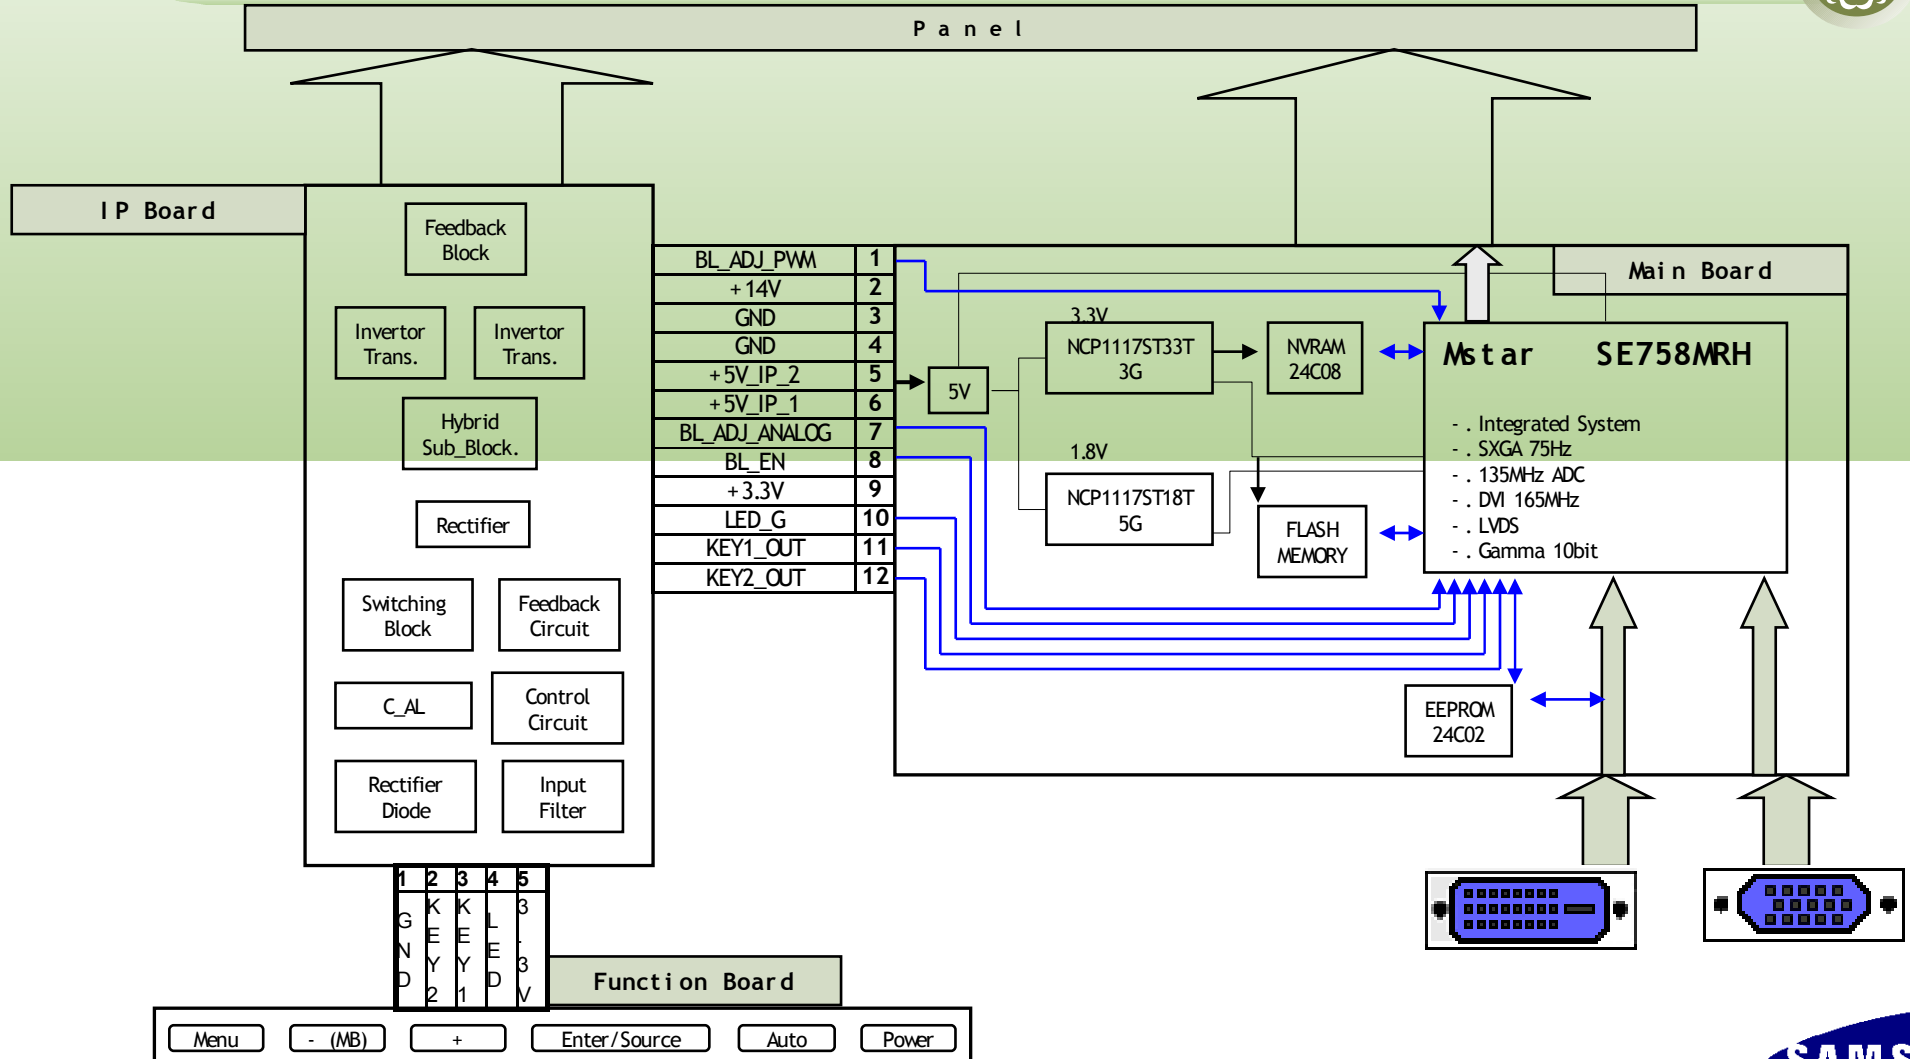 Panel
IP Board
Feedback
Block
Invertor
Trans.
Invertor
Trans.
Hybrid
Sub_Block.
Rectifier
Switching
Block
Feedback
Circuit
C_AL
Control
Circuit
Rectifier
Diode
Input
Filter
BL_ADJ_PWM 1
+14V 2
GND 3
GND 4
+5V_IP_2 5
+5V_IP_1 6
BL_ADJ_ANALOG 7
BL_EN 8
+3.3V 9
LED_G 10
KEY1_OUT 11
KEY2_OUT 12
Main Board
5V
3.3V
NCP1117ST33T
3G
NVRAM
24C08
1.8V
NCP1117ST18T
5G
FLASH
MEMORY
Mstar SE758MRH
- . Integrated System
- . SXGA 75Hz
- . 135MHz ADC
- . DVI 165MHz
- . LVDS
- . Gamma 10bit
EEPROM
24C02
1 2 3 4 5
GND
KEY2
KEY1
LED
3.3V
Function Board
Menu
- (MB)
+
Enter/Source
Auto
Power